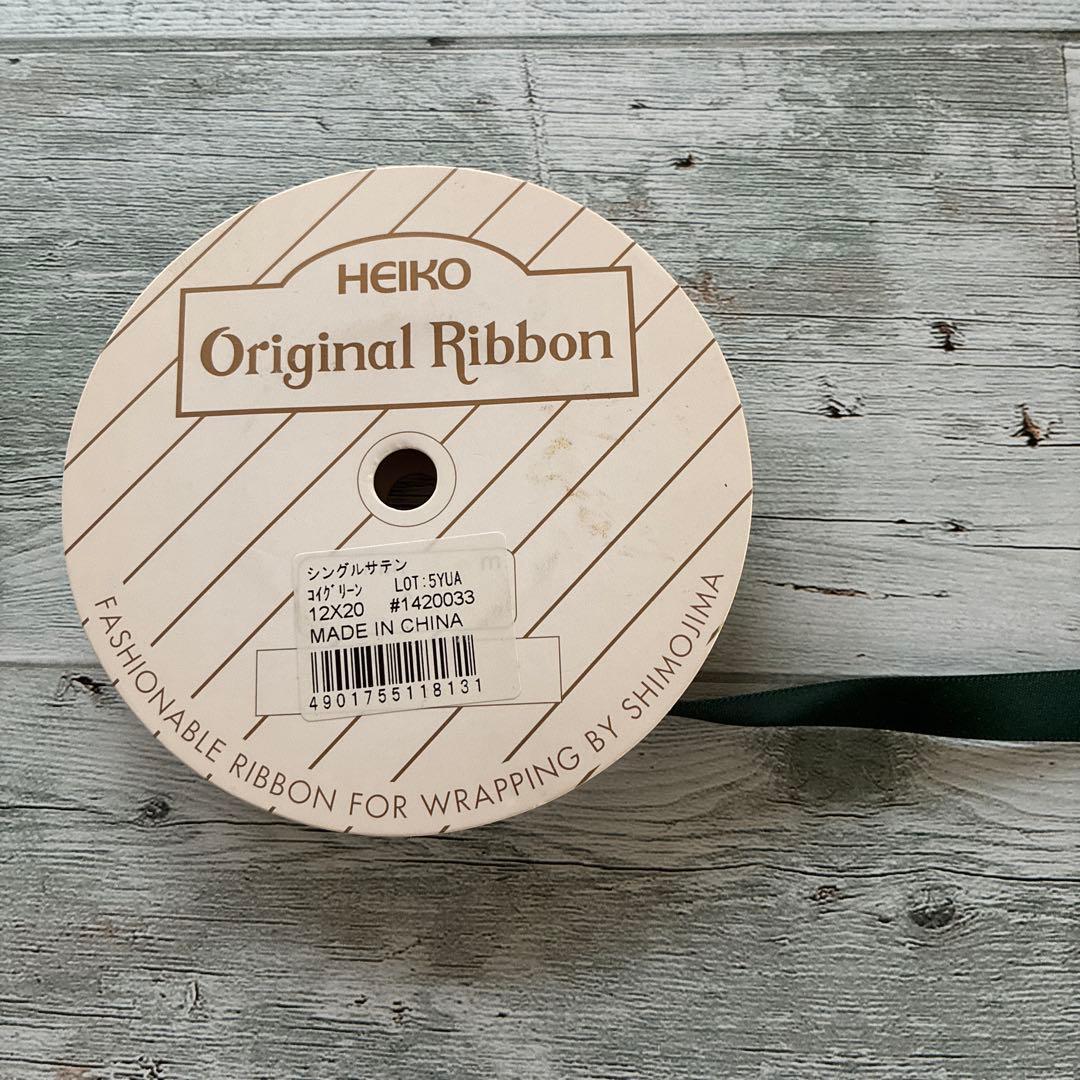 HEIKO
Original Ribbon
シングルサテン
ｺｲｸﾞﾘｰﾝ LOT:5YUA
12X20 #1420033
MADE IN CHINA
4901755118131
FASHIONABLE RIBBON FOR WRAPPING BY SHIMOJIMA